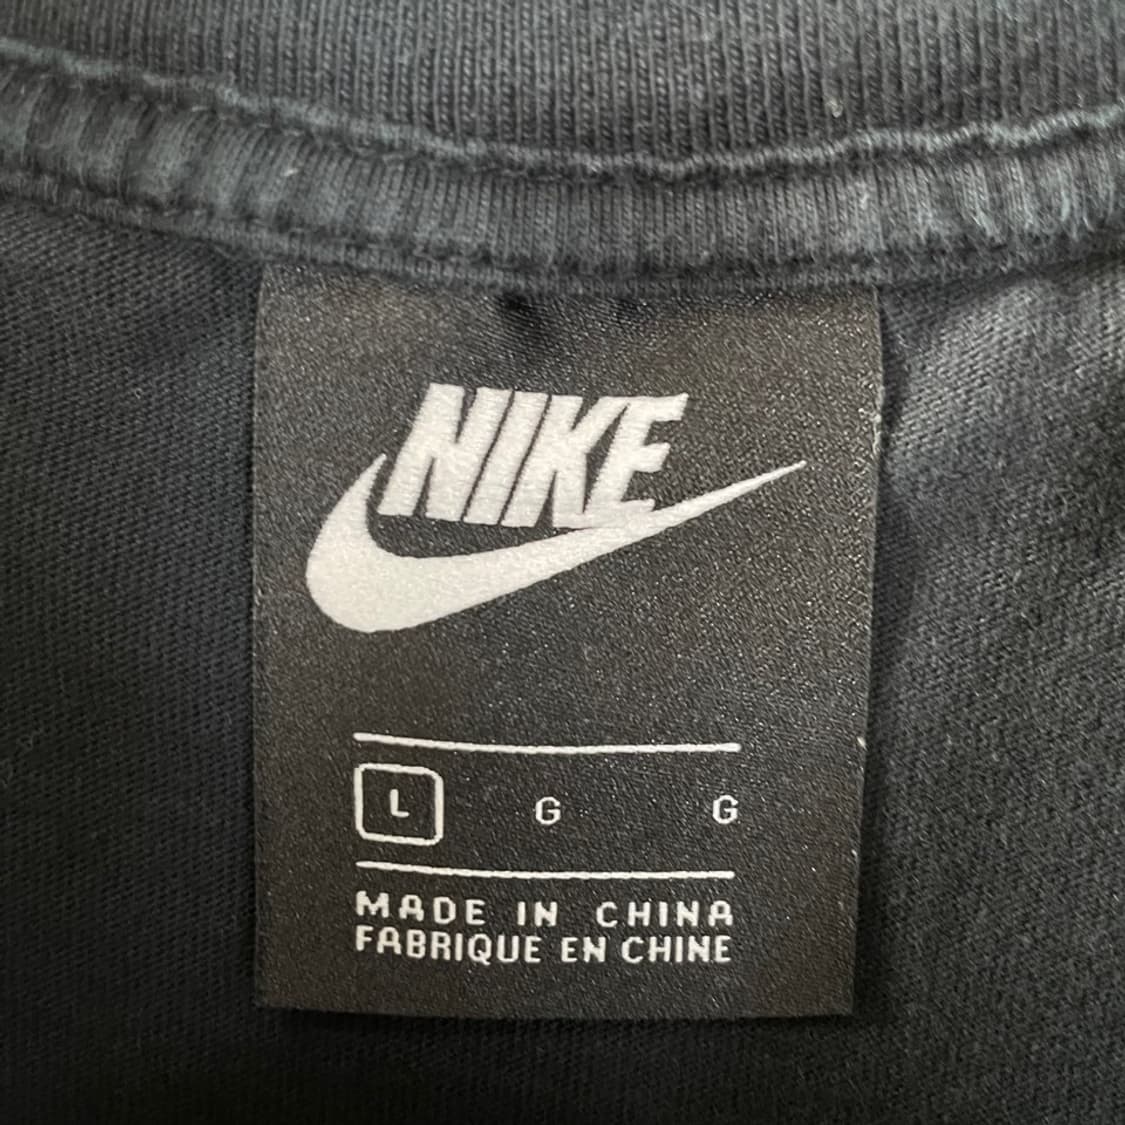 NIKE
L G G
MADE IN CHINA
FABRIQUE EN CHINE